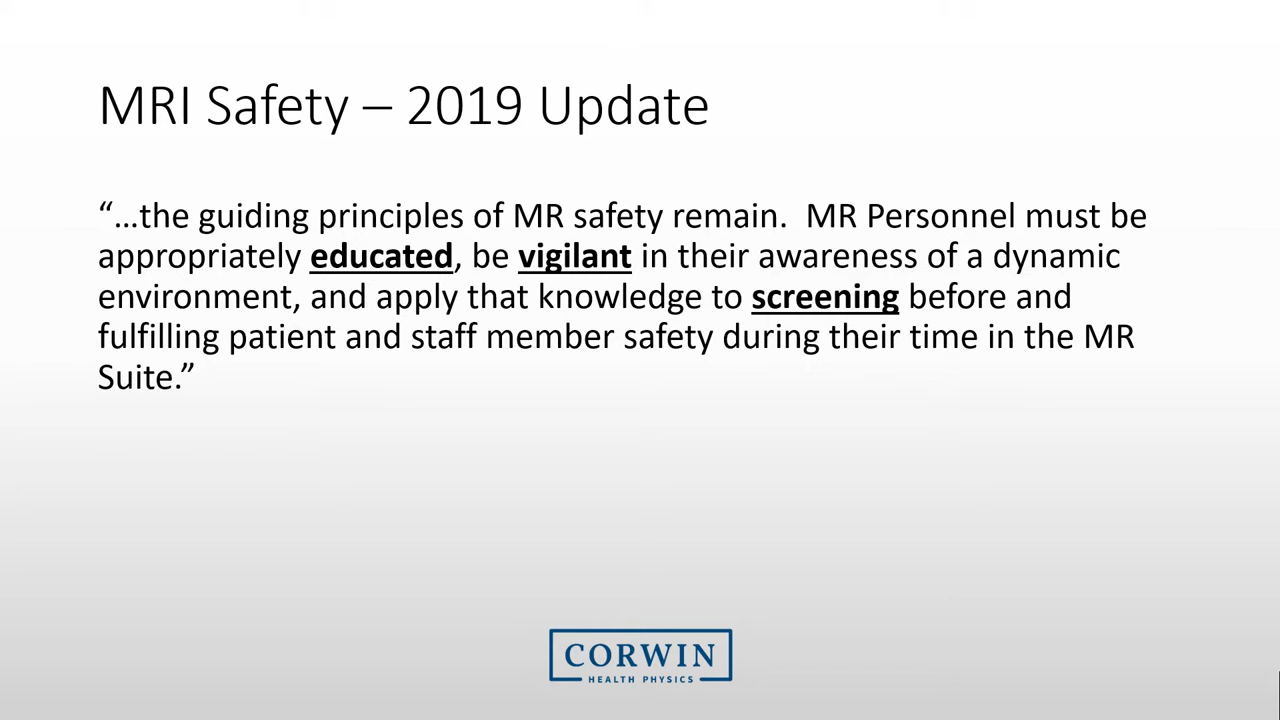 MRI Safety – 2019 Update
“…the guiding principles of MR safety remain.  MR Personnel must be
appropriately educated, be vigilant in their awareness of a dynamic
environment, and apply that knowledge to screening before and
fulfilling patient and staff member safety during their time in the MR
Suite.”
CORWIN
HEALTH PHYSICS